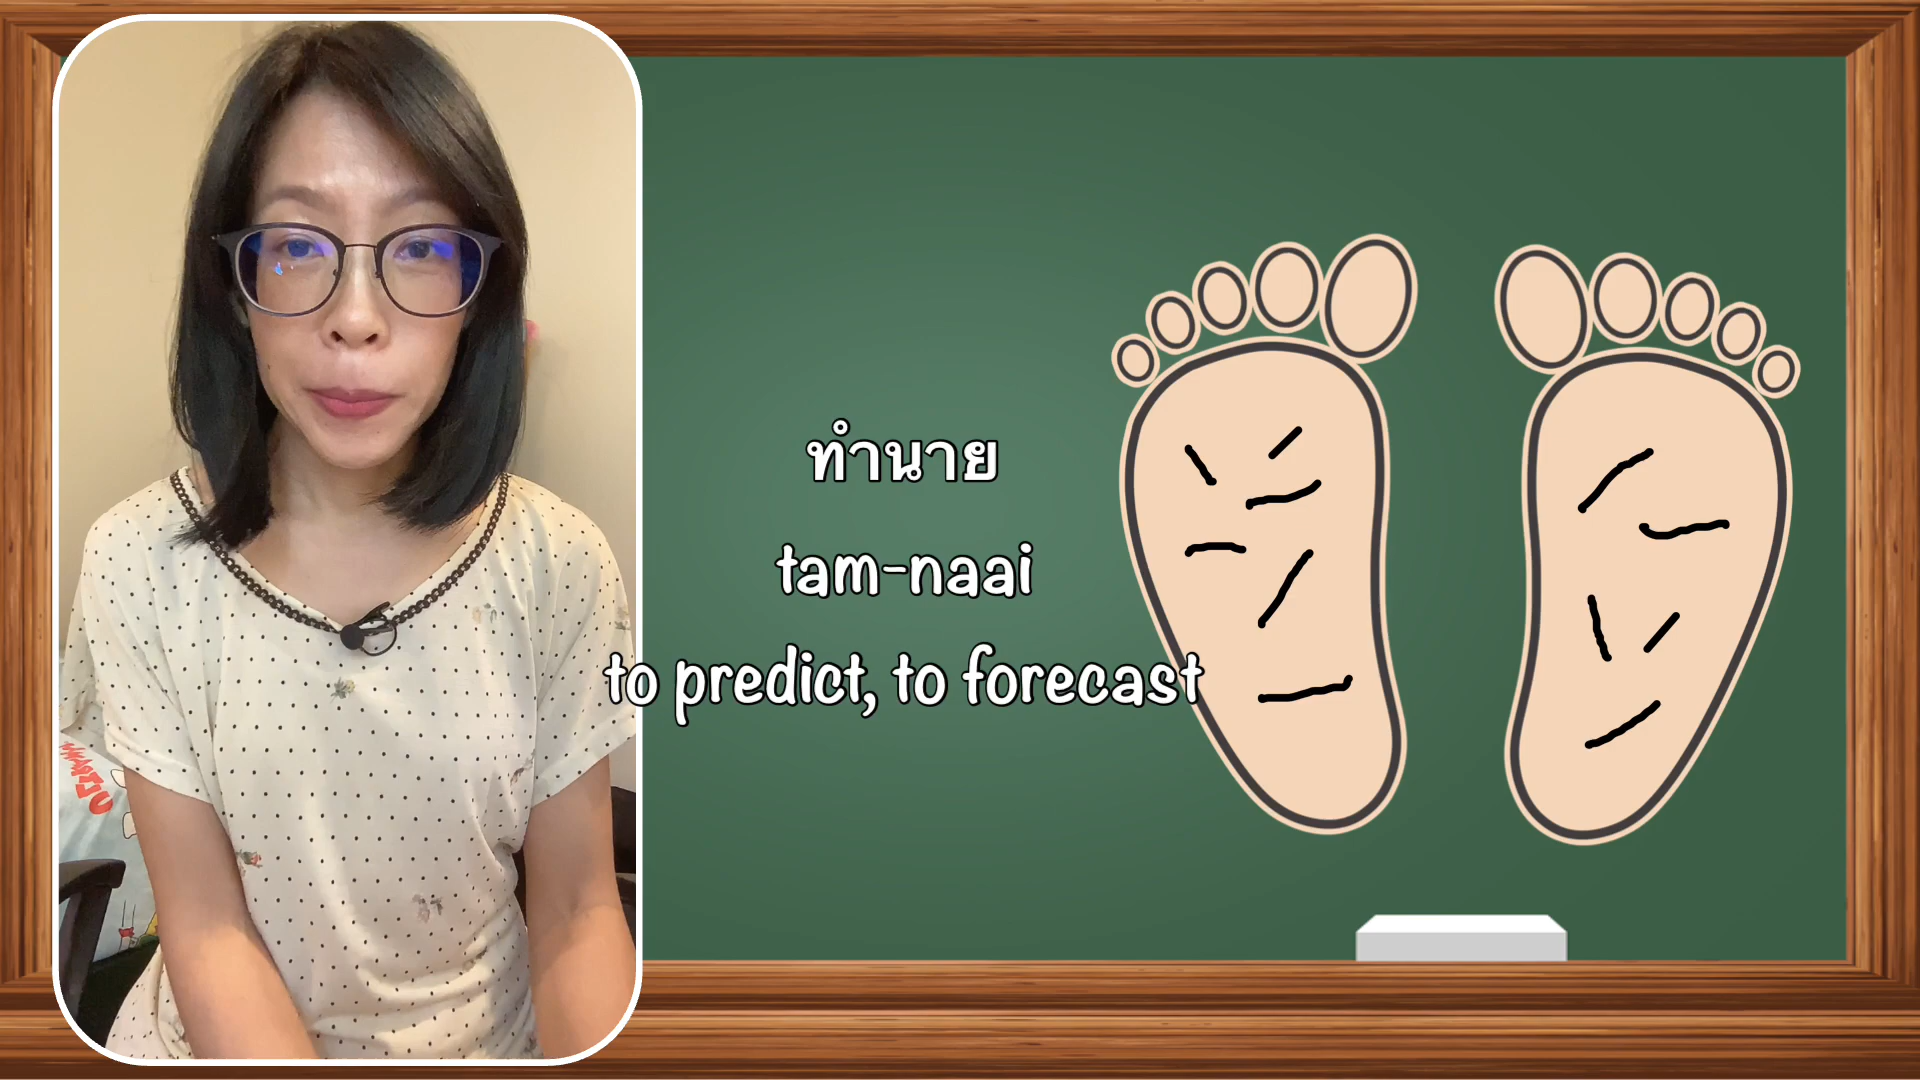 ทำนาย
tam-naai
to predict, to forecast